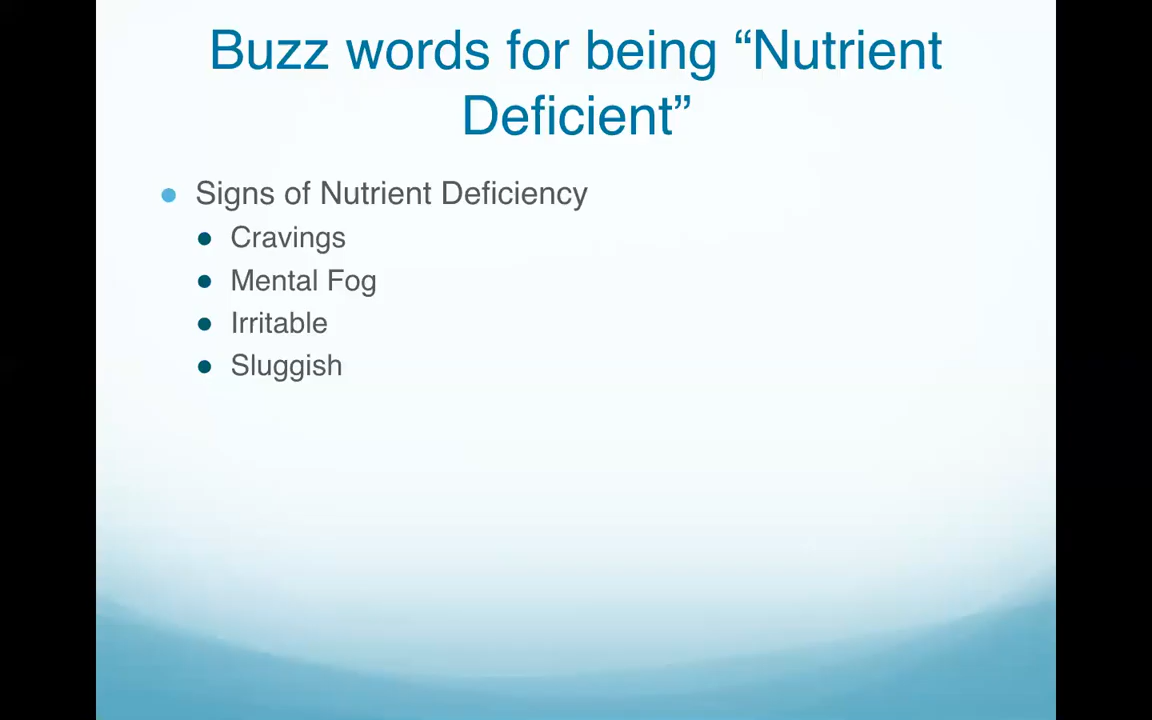 Buzz words for being “Nutrient
Deficient”
Signs of Nutrient Deficiency
Cravings
Mental Fog
Irritable
Sluggish